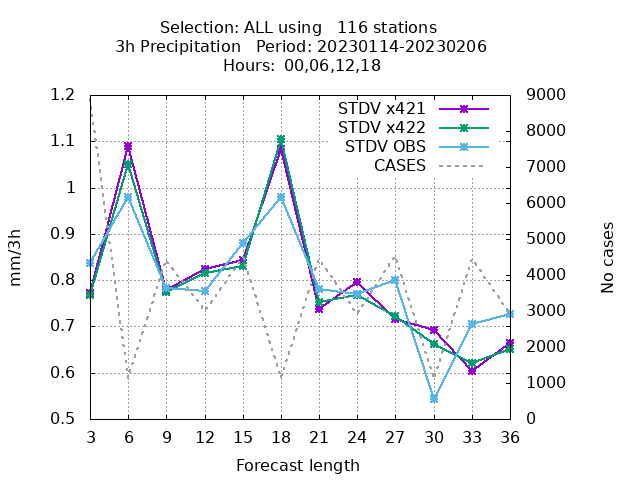 Selection: ALL using   116 stations
3h Precipitation   Period: 20230114-20230206
Hours:  00,06,12,18
STDV x421
STDV x422
STDV OBS
CASES
1.2
1.1
1
0.9
0.8
0.7
0.6
0.5
mm/3h
9000
8000
7000
6000
5000
4000
3000
2000
1000
0
No cases
3 6 9 12 15 18 21 24 27 30 33 36
Forecast length